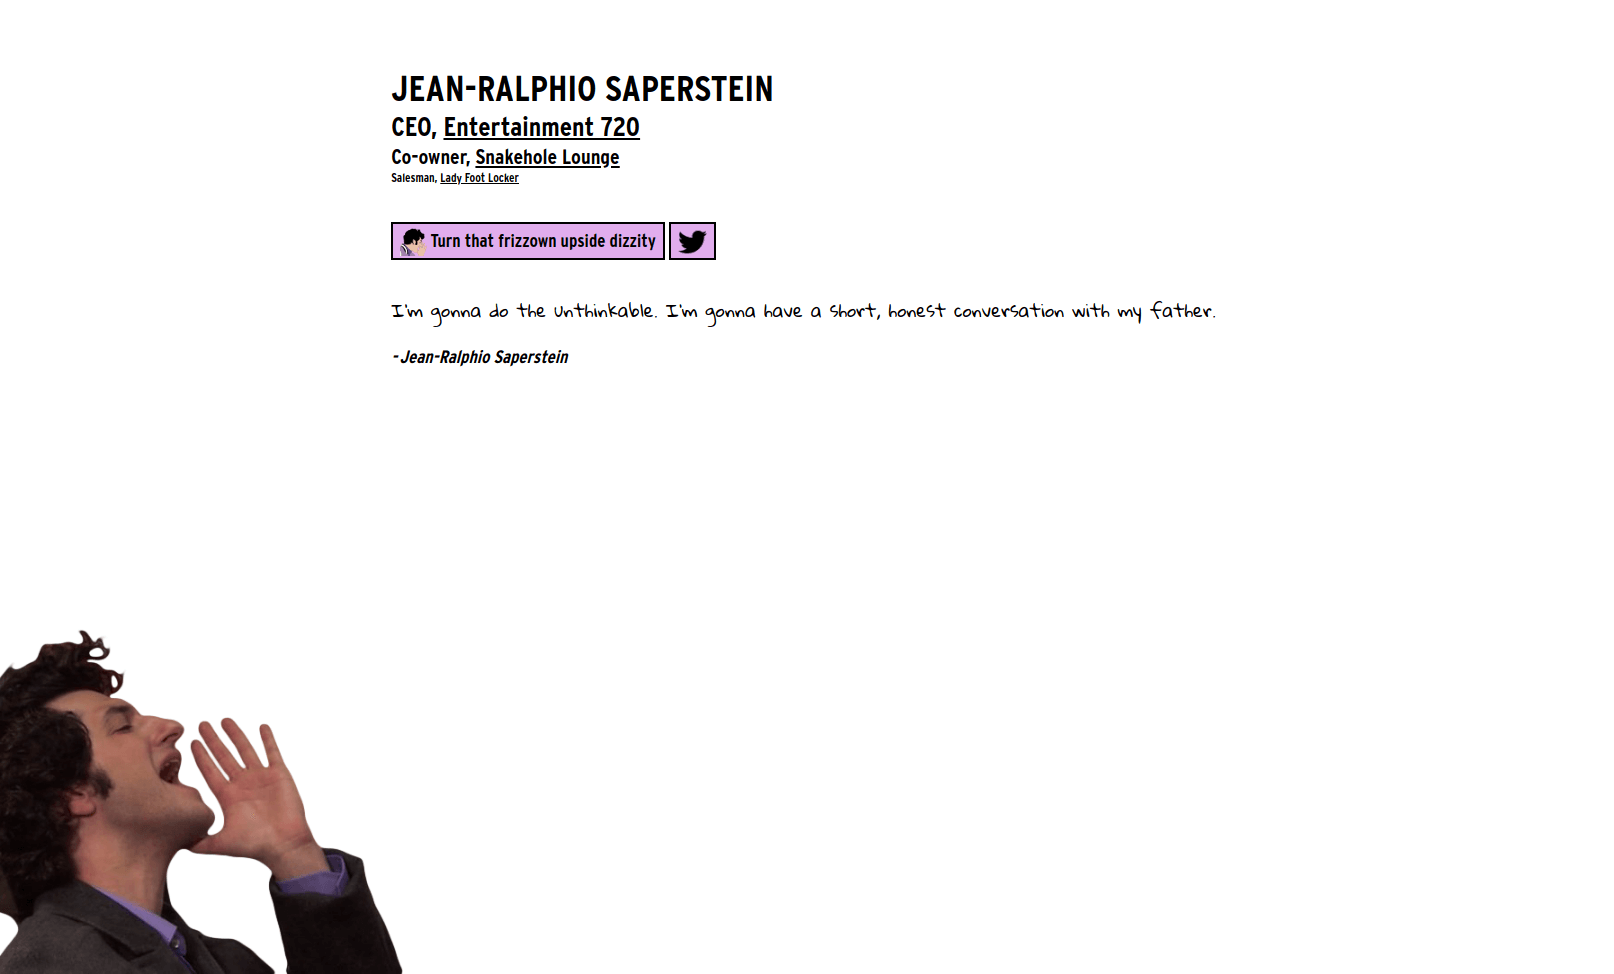 JEAN-RALPHIO SAPERSTEIN
CEO, Entertainment 720
Co-owner, Snakehole Lounge
Salesman, Lady Foot Locker
Turn that frizzown upside dizzity
I'm gonna do the unthinkable. I'm gonna have a short, honest conversation with my father.
-Jean-Ralphio Saperstein